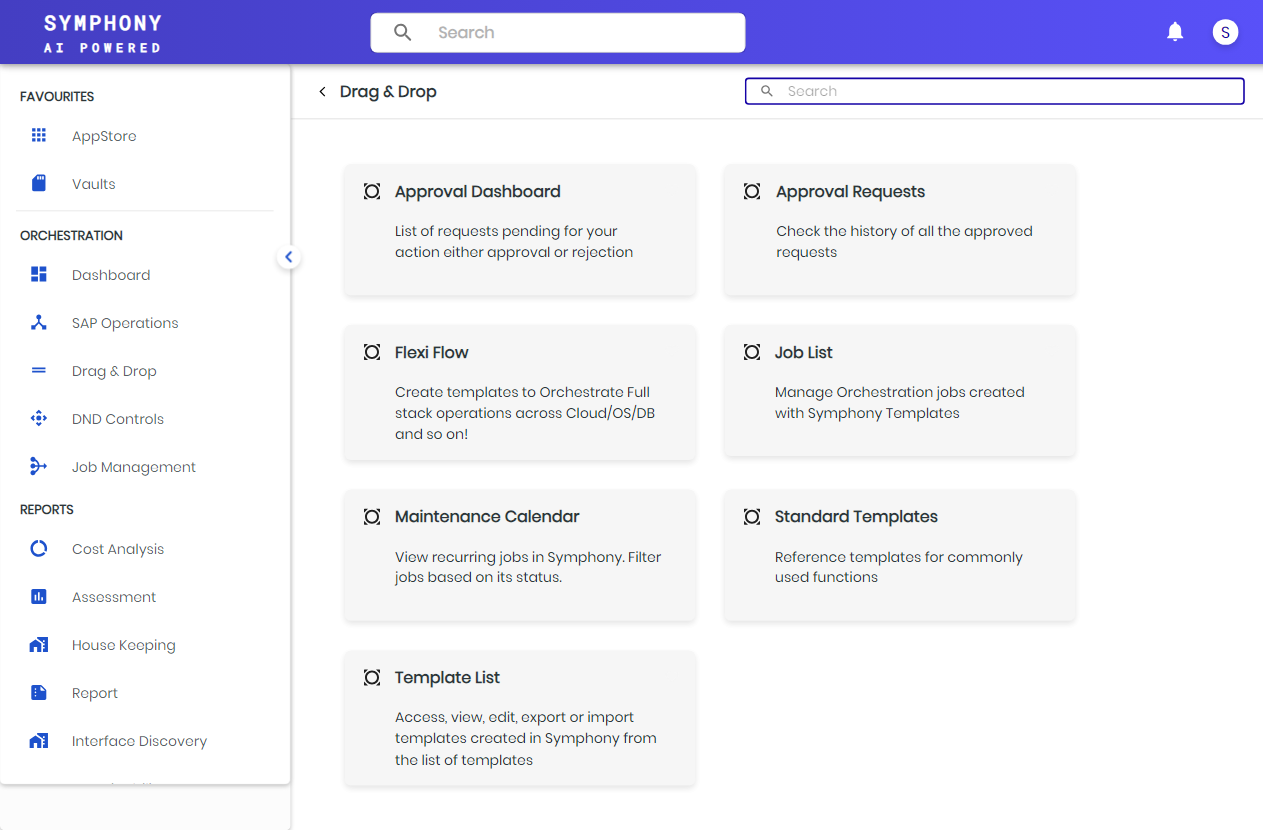 SYMPHONY
AI POWERED
Search
S
FAVOURITES
AppStore
Vaults
ORCHESTRATION
Dashboard
SAP Operations
Drag & Drop
DND Controls
Job Management
REPORTS
Cost Analysis
Assessment
House Keeping
Report
Interface Discovery
Drag & Drop
Search
Approval Dashboard
List of requests pending for your
action either approval or rejection
Approval Requests
Check the history of all the approved
requests
Flexi Flow
Create templates to Orchestrate Full
stack operations across Cloud/OS/DB
and so on!
Job List
Manage Orchestration jobs created
with Symphony Templates
Maintenance Calendar
View recurring jobs in Symphony. Filter
jobs based on its status.
Standard Templates
Reference templates for commonly
used functions
Template List
Access, view, edit, export or import
templates created in Symphony from
the list of templates